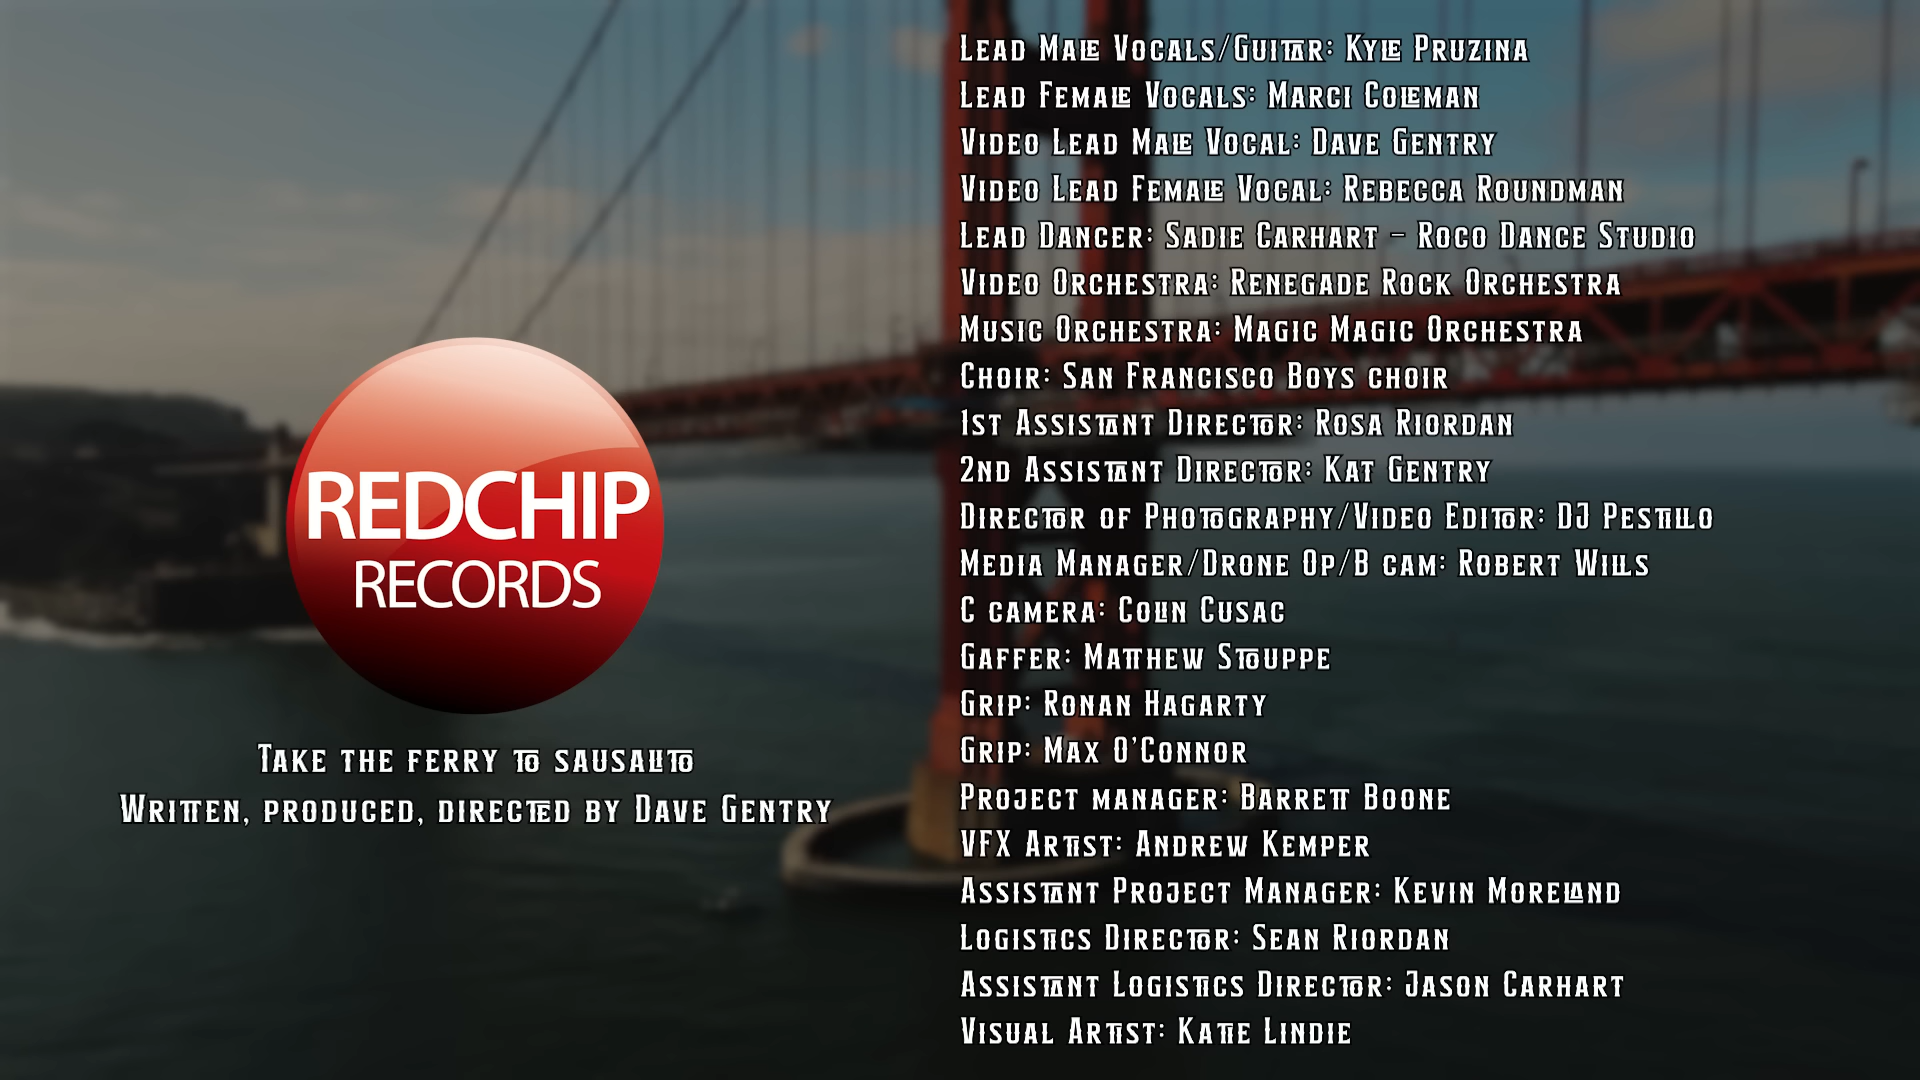 REDCHIP
RECORDS
Take the ferry to sausalito
Written, produced, directed by Dave Gentry
Lead Male Vocals/Guitar: Kyle Pruzina
Lead Female Vocals: Marci Coleman
Video Lead Male Vocal: Dave Gentry
Video Lead Female Vocal: Rebecca Roundman
Lead Dancer: Sadie Carhart - Roco Dance Studio
Video Orchestra: Renegade Rock Orchestra
Music Orchestra: Magic Magic Orchestra
Choir: San Francisco Boys choir
1st Assistant Director: Rosa Riordan
2nd Assistant Director: Kat Gentry
Director of Photography/Video Editor: DJ Pestillo
Media Manager/Drone Op/B cam: Robert Wills
C camera: Colin Cusac
Gaffer: Matthew Stouppe
Grip: Ronan Hagarty
Grip: Max O'Connor
Project manager: Barrett Boone
VFX Artist: Andrew Kemper
Assistant Project Manager: Kevin Moreland
Logistics Director: Sean Riordan
Assistant Logistics Director: Jason Carhart
Visual Artist: Katie Lindie